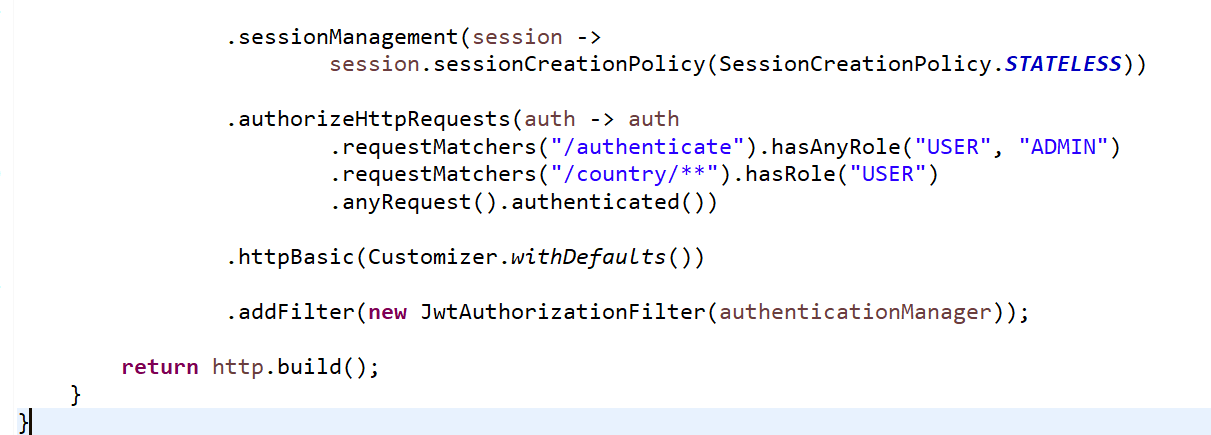 .sessionManagement(session ->
session.sessionCreationPolicy(SessionCreationPolicy.STATELESS))
.authorizeHttpRequests(auth -> auth
.requestMatchers("/authenticate").hasAnyRole("USER", "ADMIN")
.requestMatchers("/country/**").hasRole("USER")
.anyRequest().authenticated())
.httpBasic(Customizer.withDefaults())
.addFilter(new JwtAuthorizationFilter(authenticationManager));
return http.build();
}
}